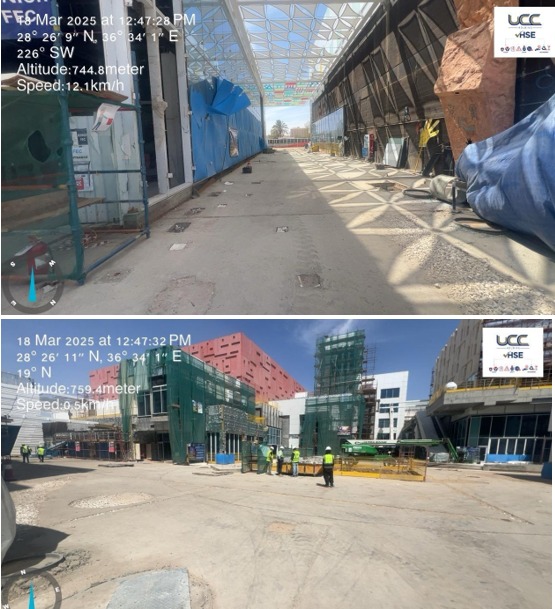 18 Mar 2025 at 12:47:28 PM
28° 26' 9" N, 36° 34' 1" E
226° SW
Altitude:744.8meter
Speed:12.1km/h
UCC
HSE
18 Mar 2025 at 12:47:32 PM
28° 26' 11" N, 36° 34' 1" E
19° N
Altitude:759.4meter
Speed:0.5km/h
UCC
HSE